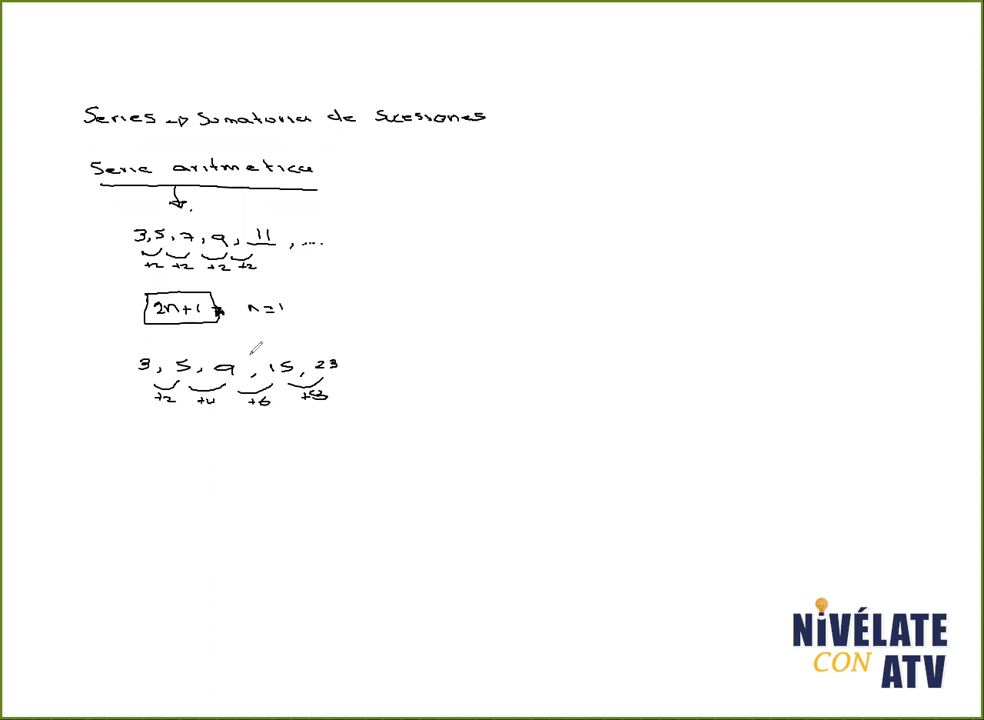 Series → Sumatoria de sucesiones
Serie aritmetica
3, 5, 7, 9, 11, ....
+2 +2 +2 +2
2n+1 n=1
3, 5, 9, 15, 23
+2 +4 +6 +8
NIVÉLATE
CON
ATV